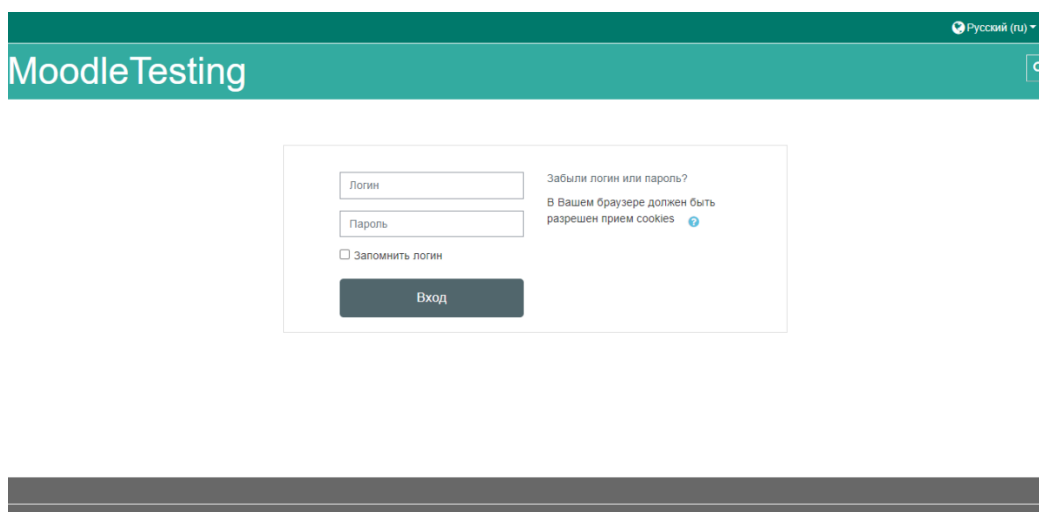 Русский (ru)
MoodleTesting
Логин
Пароль
Запомнить логин
Вход
Забыли логин или пароль?
В Вашем браузере должен быть
разрешен прием cookies